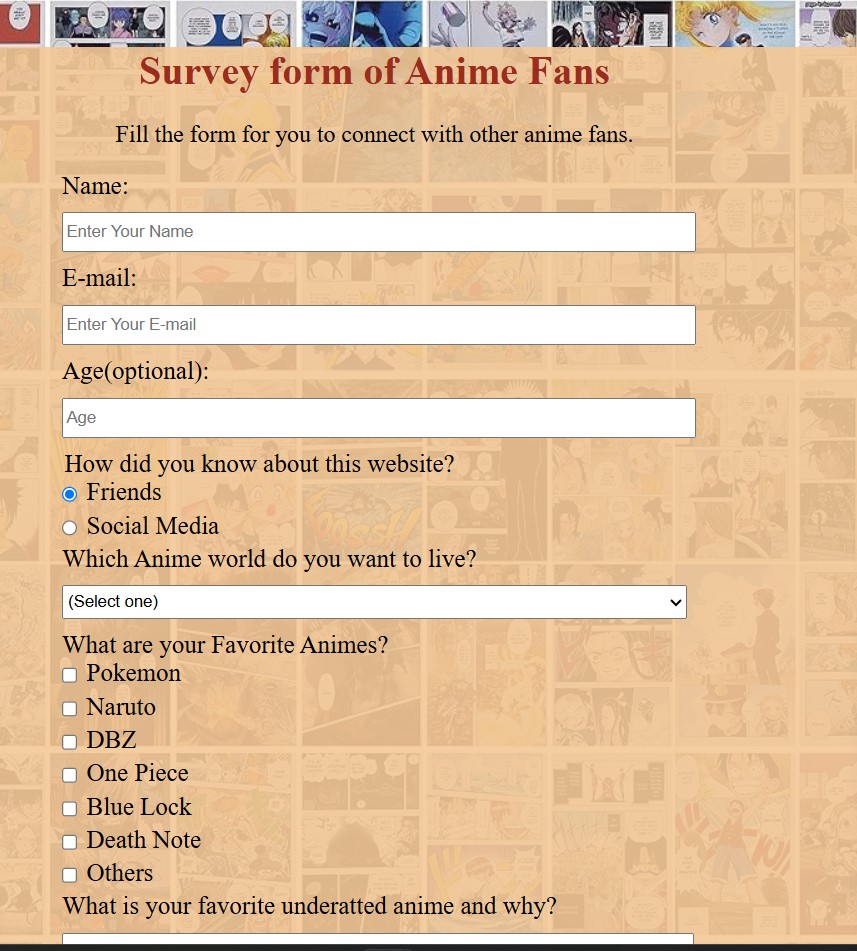 Survey form of Anime Fans
Fill the form for you to connect with other anime fans.
Name:
Enter Your Name
E-mail:
Enter Your E-mail
Age(optional):
Age
How did you know about this website?
Friends
Social Media
Which Anime world do you want to live?
(Select one)
What are your Favorite Animes?
Pokemon
Naruto
DBZ
One Piece
Blue Lock
Death Note
Others
What is your favorite underatted anime and why?